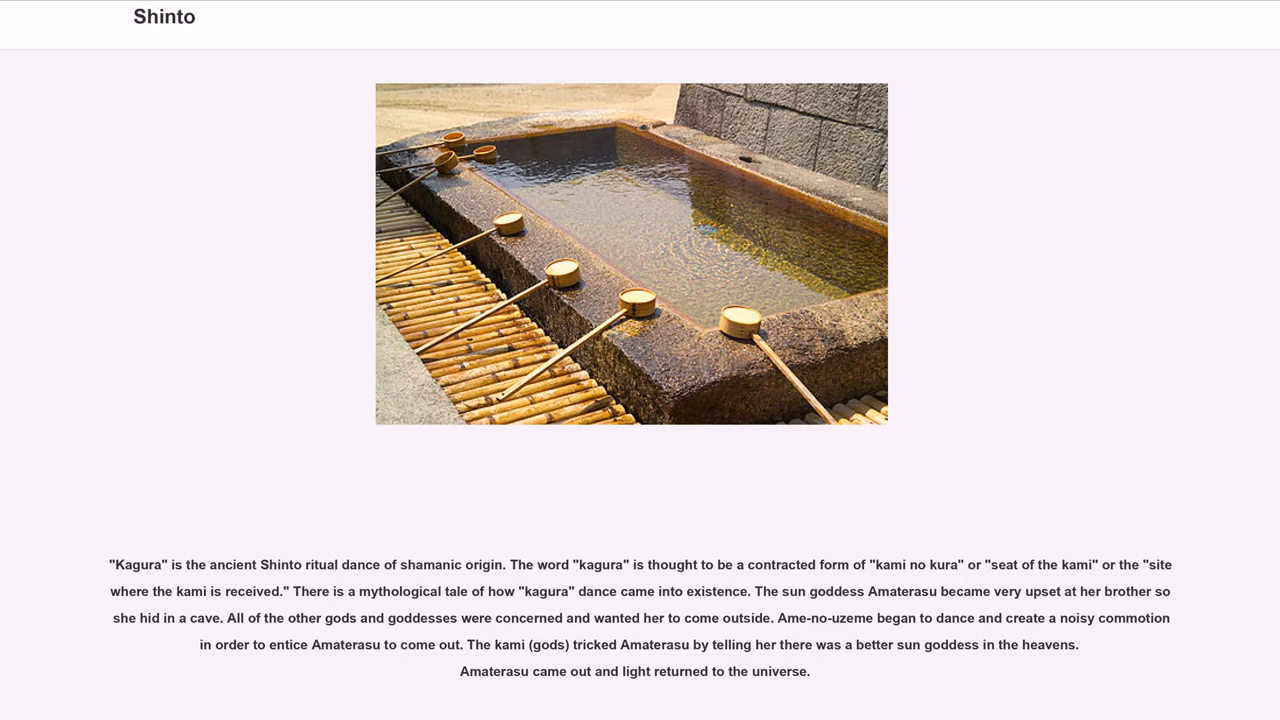 Shinto
"Kagura" is the ancient Shinto ritual dance of shamanic origin. The word "kagura" is thought to be a contracted form of "kami no kura" or "seat of the kami" or the "site
where the kami is received." There is a mythological tale of how "kagura" dance came into existence. The sun goddess Amaterasu became very upset at her brother so
she hid in a cave. All of the other gods and goddesses were concerned and wanted her to come outside. Ame-no-uzeme began to dance and create a noisy commotion
in order to entice Amaterasu to come out. The kami (gods) tricked Amaterasu by telling her there was a better sun goddess in the heavens.
Amaterasu came out and light returned to the universe.